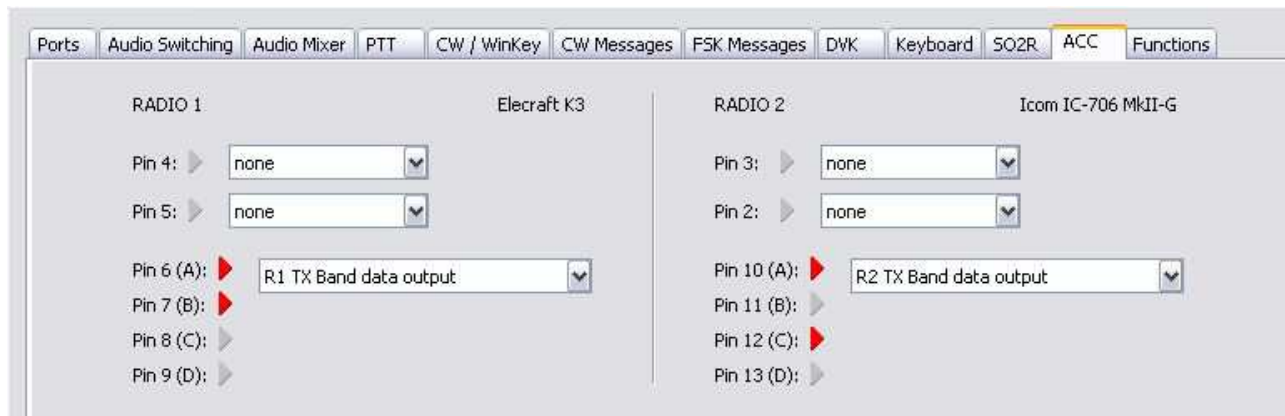 Ports Audio Switching Audio Mixer PTT CW / WinKey CW Messages FSK Messages DVK Keyboard SO2R ACC Functions
RADIO 1 Elecraft K3 RADIO 2 Icom IC-706 MkII-G
Pin 4: none Pin 3: none
Pin 5: none Pin 2: none
Pin 6 (A): R1 TX Band data output Pin 10 (A): R2 TX Band data output
Pin 7 (B): Pin 11 (B):
Pin 8 (C): Pin 12 (C):
Pin 9 (D): Pin 13 (D):